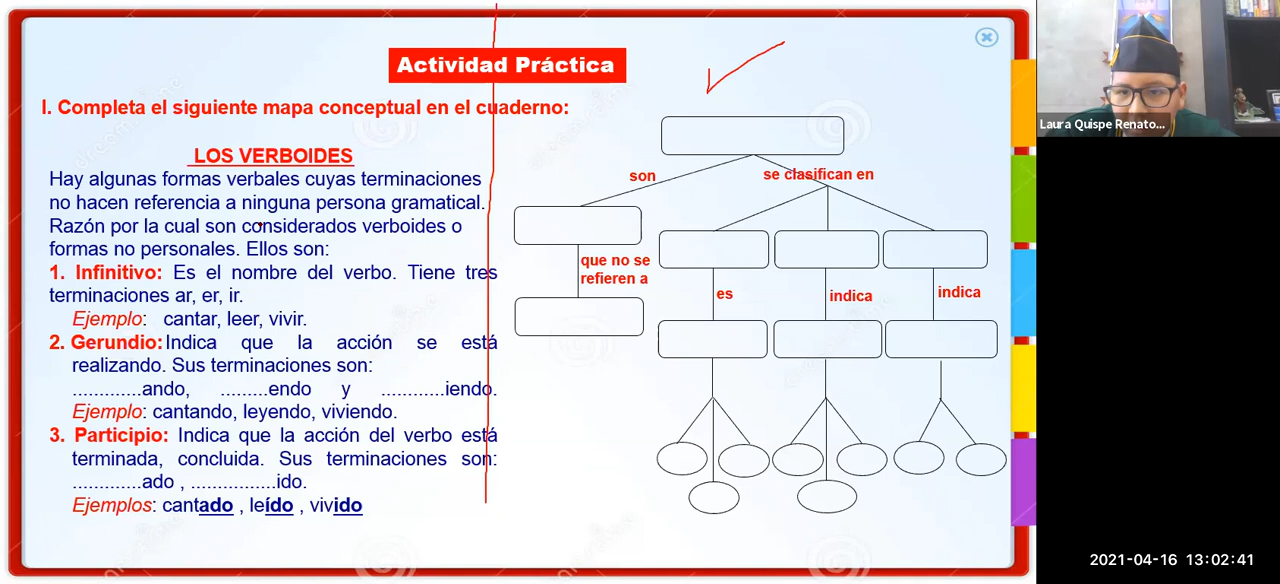 Actividad Práctica
I. Completa el siguiente mapa conceptual en el cuaderno:
LOS VERBOIDES
Hay algunas formas verbales cuyas terminaciones
no hacen referencia a ninguna persona gramatical.
Razón por la cual son considerados verboides o
formas no personales. Ellos son:
1. Infinitivo: Es el nombre del verbo. Tiene tres
terminaciones ar, er, ir.
Ejemplo: cantar, leer, vivir.
2. Gerundio: Indica que la acción se está
realizando. Sus terminaciones son:
.............ando, .........endo y ............iendo.
Ejemplo: cantando, leyendo, viviendo.
3. Participio: Indica que la acción del verbo está
terminada, concluida. Sus terminaciones son:
.............ado , ................ido.
Ejemplos: cantado , leído , vivido
son
se clasifican en
que no se
refieren a
es
indica
indica
Laura Quispe Renato...
2021-04-16 13:02:41